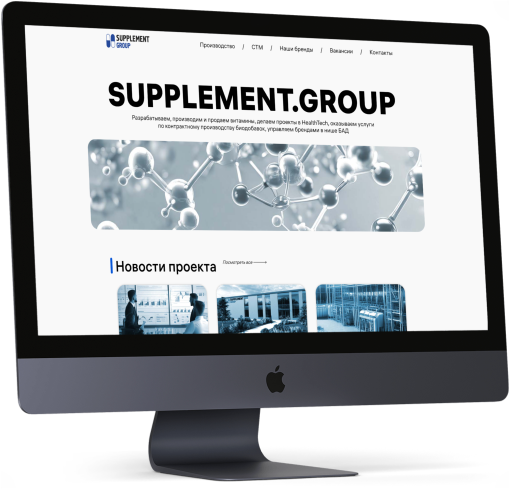 SUPPLEMENT
GROUP
Производство / СТМ / Наши бренды / Вакансии / Контакты
SUPPLEMENT.GROUP
Разрабатываем, производим и продаем витамины, делаем проекты в HealthTech, оказываем услуги
по контрактному производству биодобавок, управляем брендами в нише БАД
Новости проекта
Посмотреть все